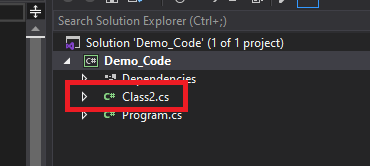 Search Solution Explorer (Ctrl+;)
Solution 'Demo_Code' (1 of 1 project)
C# Demo_Code
Dependencies
C# Class2.cs
C# Program.cs